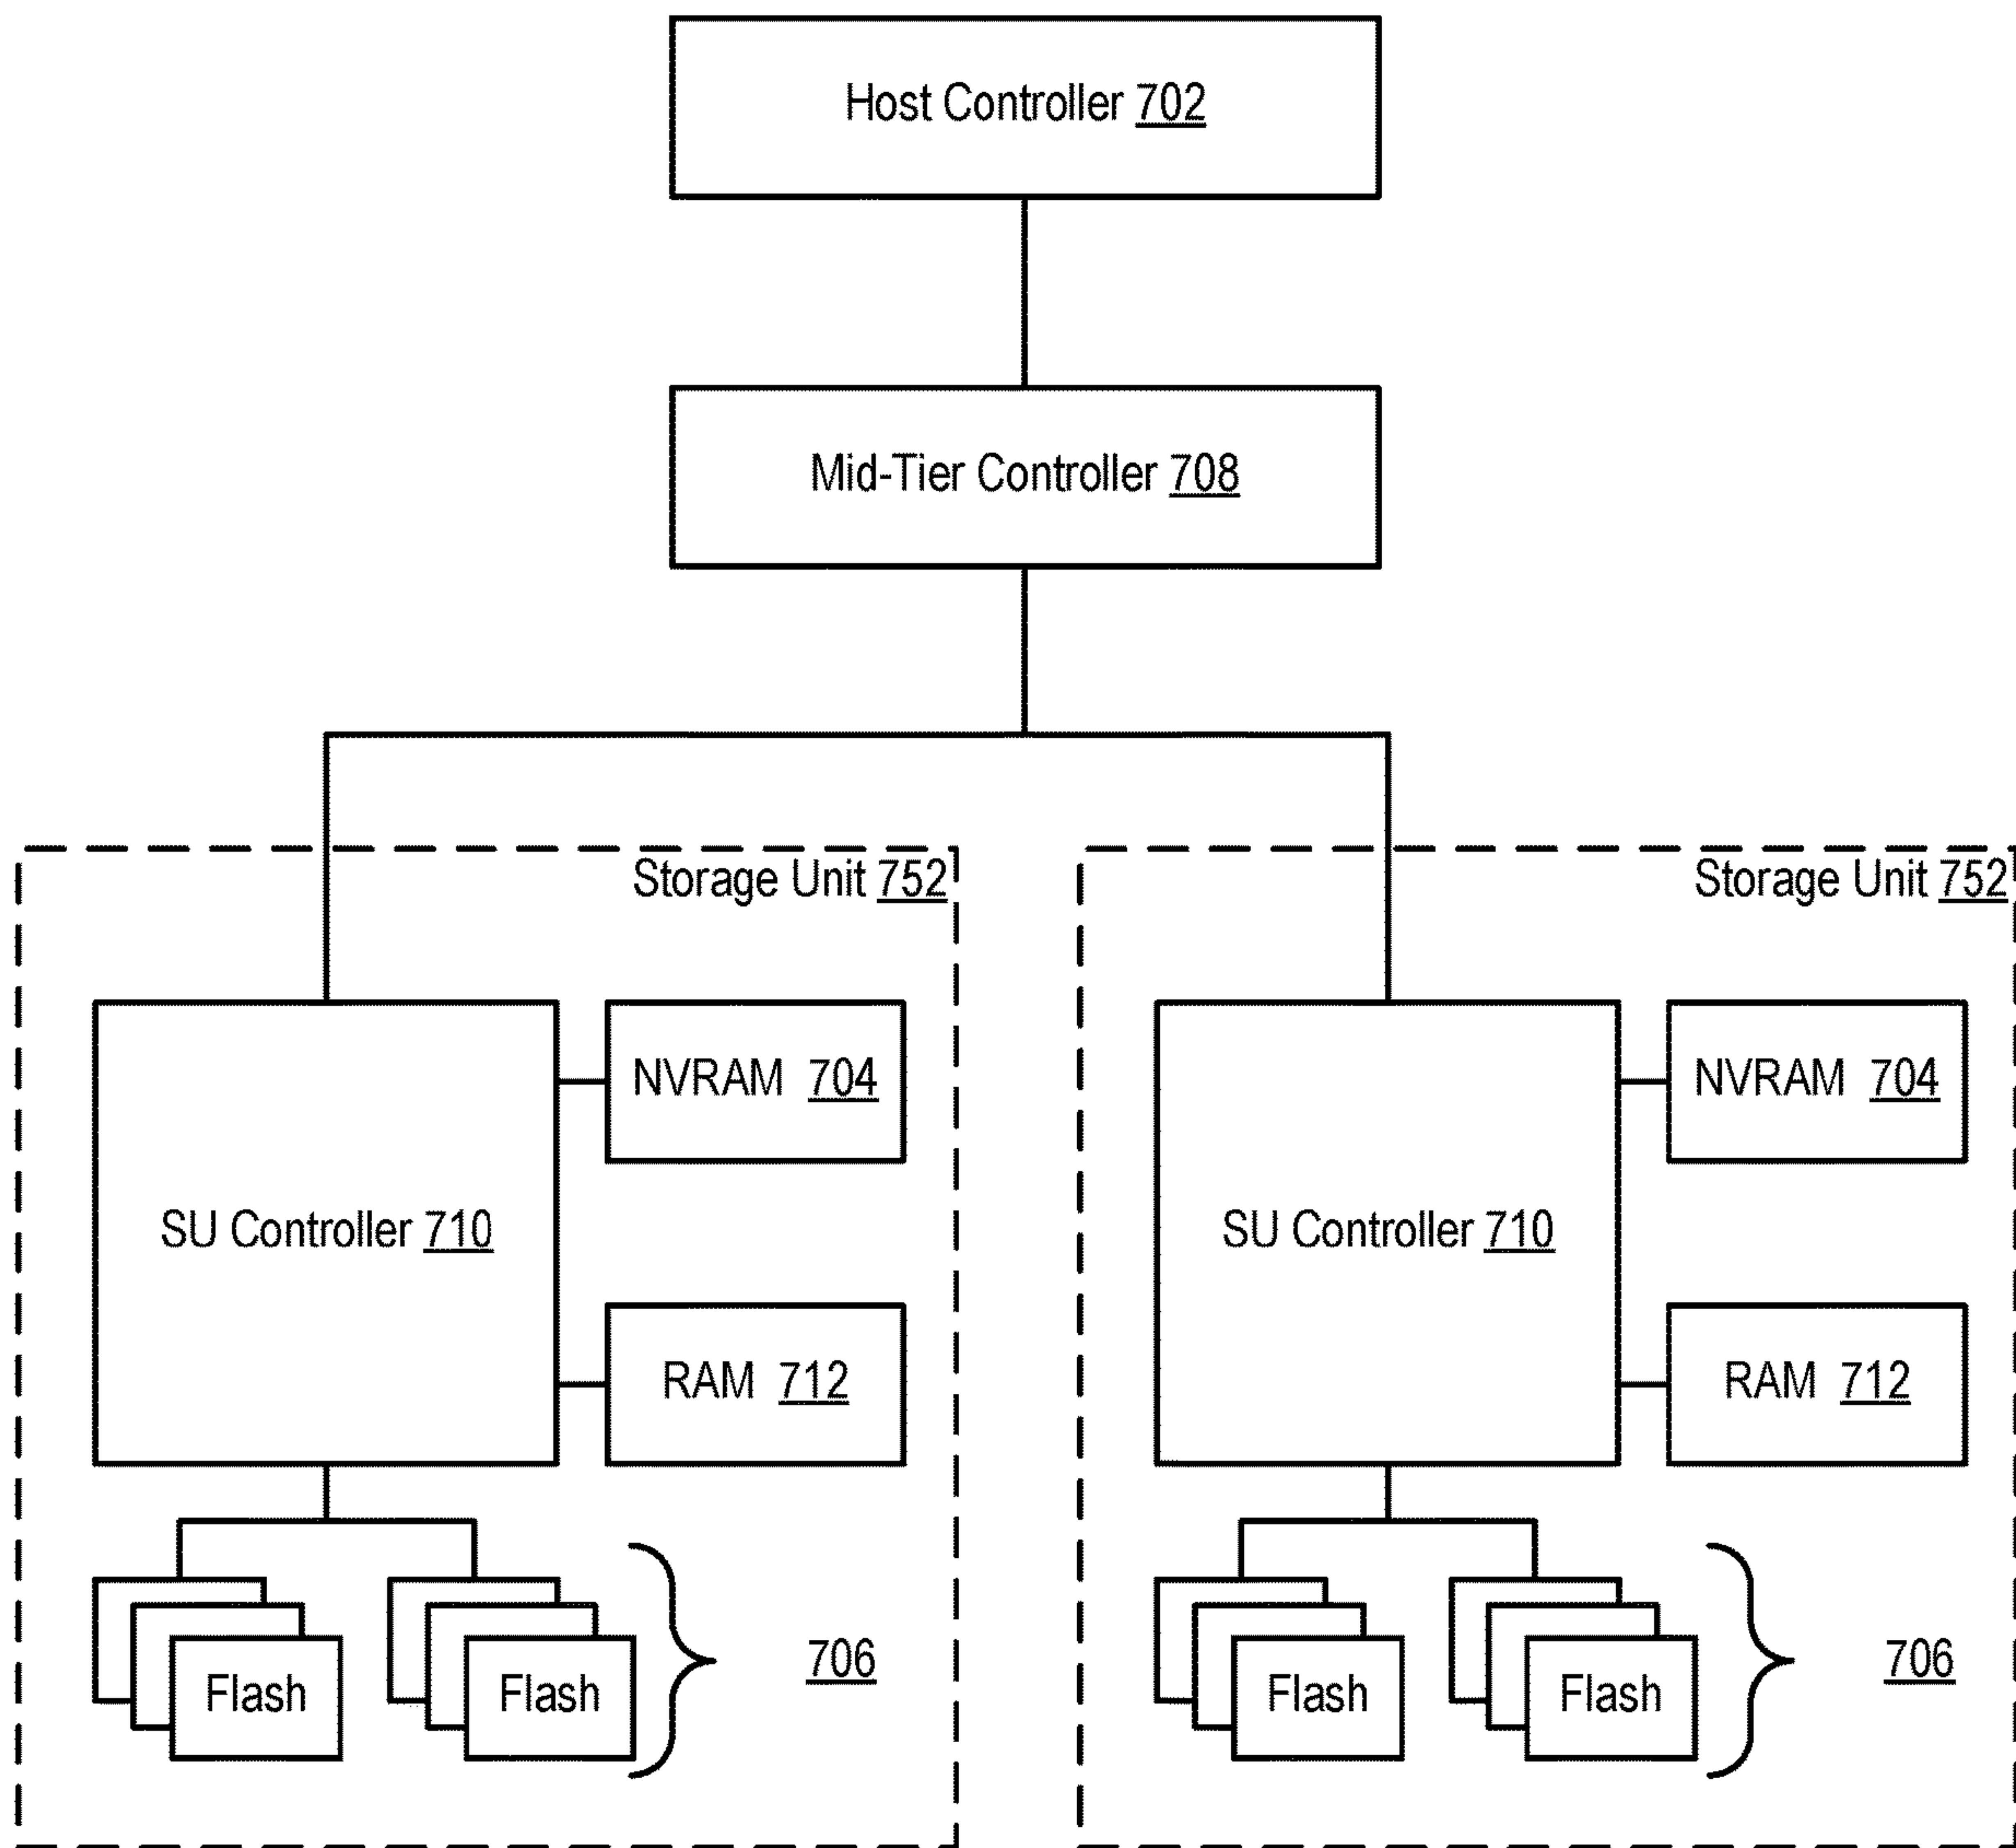 Host Controller 702
Mid-Tier Controller 708
Storage Unit 752
NVRAM 704
SU Controller 710
RAM 712
Flash
Flash
706
Storage Unit 752
NVRAM 704
SU Controller 710
RAM 712
Flash
Flash
706